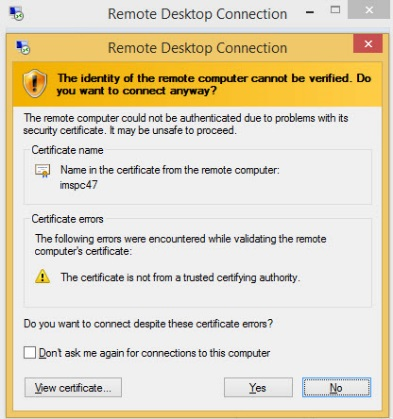 Remote Desktop Connection
Remote Desktop Connection
The identity of the remote computer cannot be verified. Do
you want to connect anyway?
The remote computer could not be authenticated due to problems with its
security certificate. It may be unsafe to proceed.
Certificate name
Name in the certificate from the remote computer:
imspc47
Certificate errors
The following errors were encountered while validating the remote
computer's certificate:
The certificate is not from a trusted certifying authority.
Do you want to connect despite these certificate errors?
Don't ask me again for connections to this computer
View certificate... Yes No